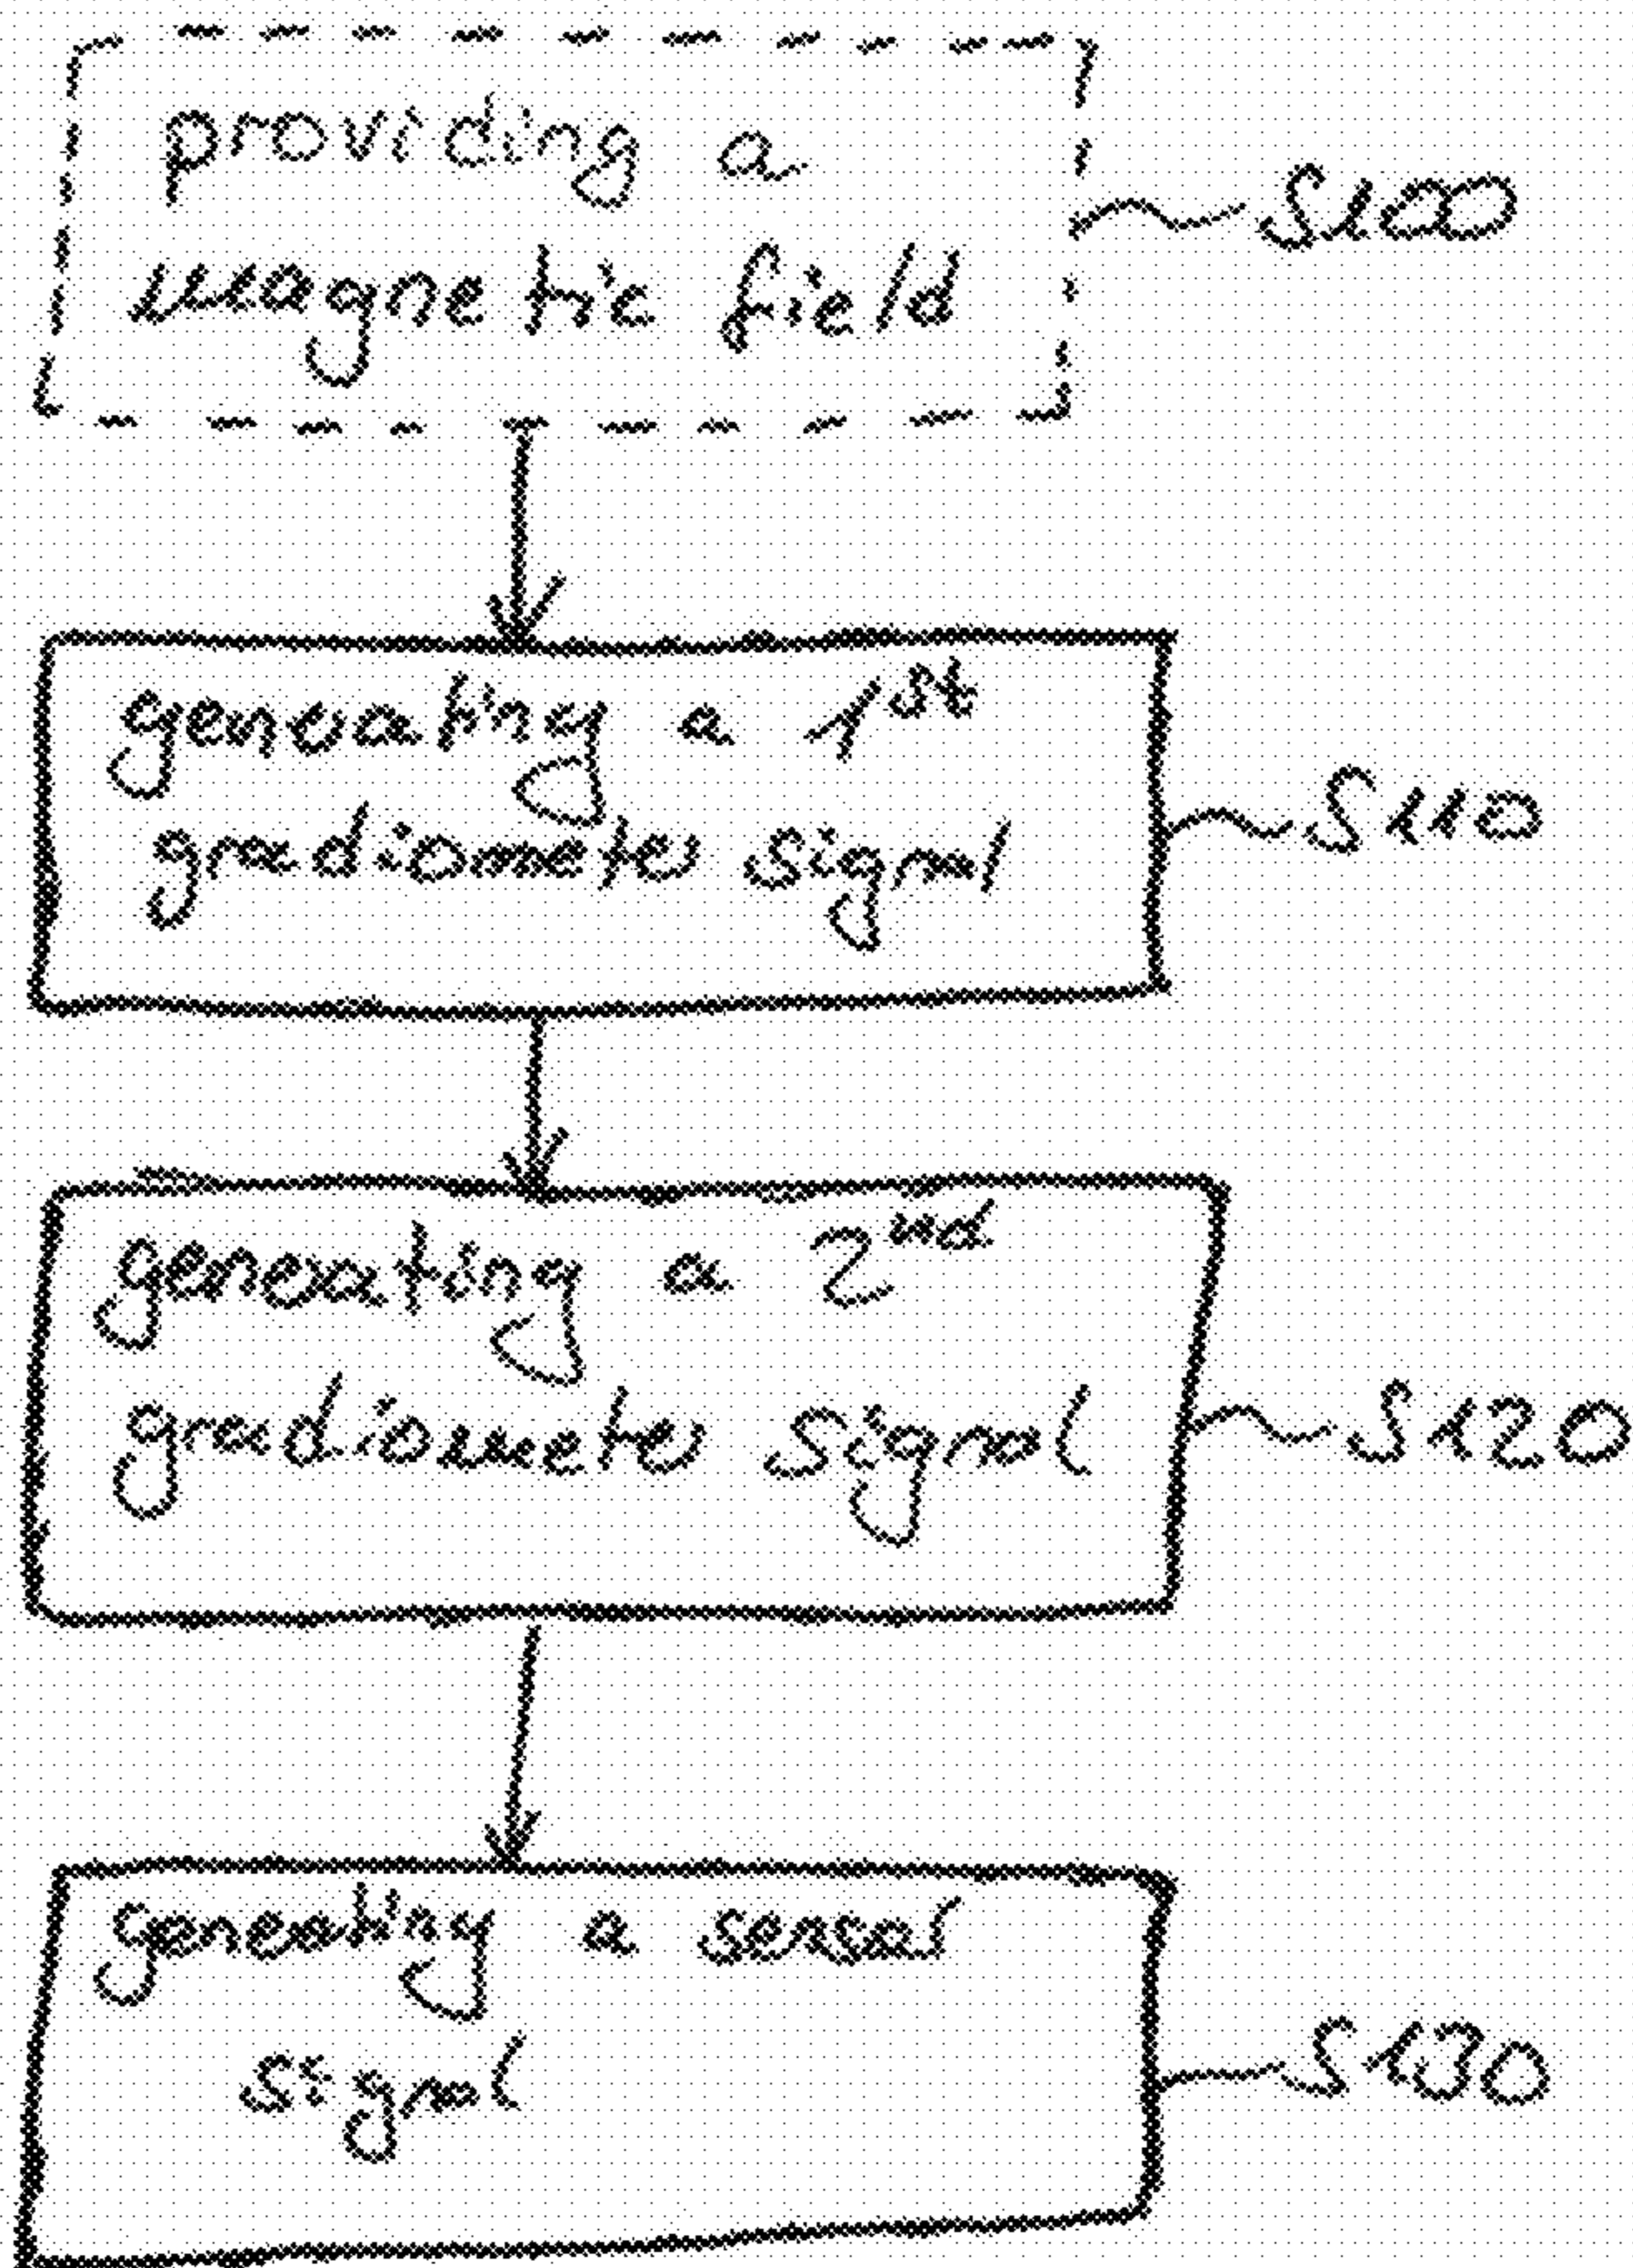 providing a
magnetic field
S100
generating a 1st
gradiometer signal
S110
generating a 2nd
gradiometer signal
S120
generating a sensor
signal
S130